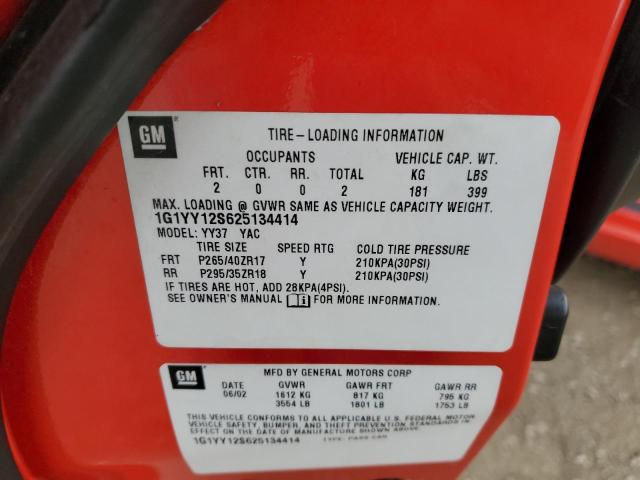 GM
TIRE-LOADING INFORMATION
OCCUPANTS VEHICLE CAP. WT.
FRT. CTR. RR. TOTAL KG LBS
2 0 0 2 181 399
MAX. LOADING @ GVWR SAME AS VEHICLE CAPACITY WEIGHT.
1G1YY12S625134414
MODEL: YY37 YAC
TIRE SIZE SPEED RTG COLD TIRE PRESSURE
FRT P265/40ZR17 Y 210KPA(30PSI)
RR P295/35ZR18 Y 210KPA(30PSI)
IF TIRES ARE HOT, ADD 28KPA(4PSI).
SEE OWNER'S MANUAL FOR MORE INFORMATION.
GM
MFD BY GENERAL MOTORS CORP
DATE GVWR GAWR FRT GAWR RR
06/02 1612 KG 817 KG 795 KG
3554 LB 1801 LB 1753 LB
THIS VEHICLE CONFORMS TO ALL APPLICABLE U.S. FEDERAL MOTOR
VEHICLE SAFETY, BUMPER, AND THEFT PREVENTION STANDARDS IN
EFFECT ON THE DATE OF MANUFACTURE SHOWN ABOVE.
1G1YY12S625134414 TYPE: PASS CAR